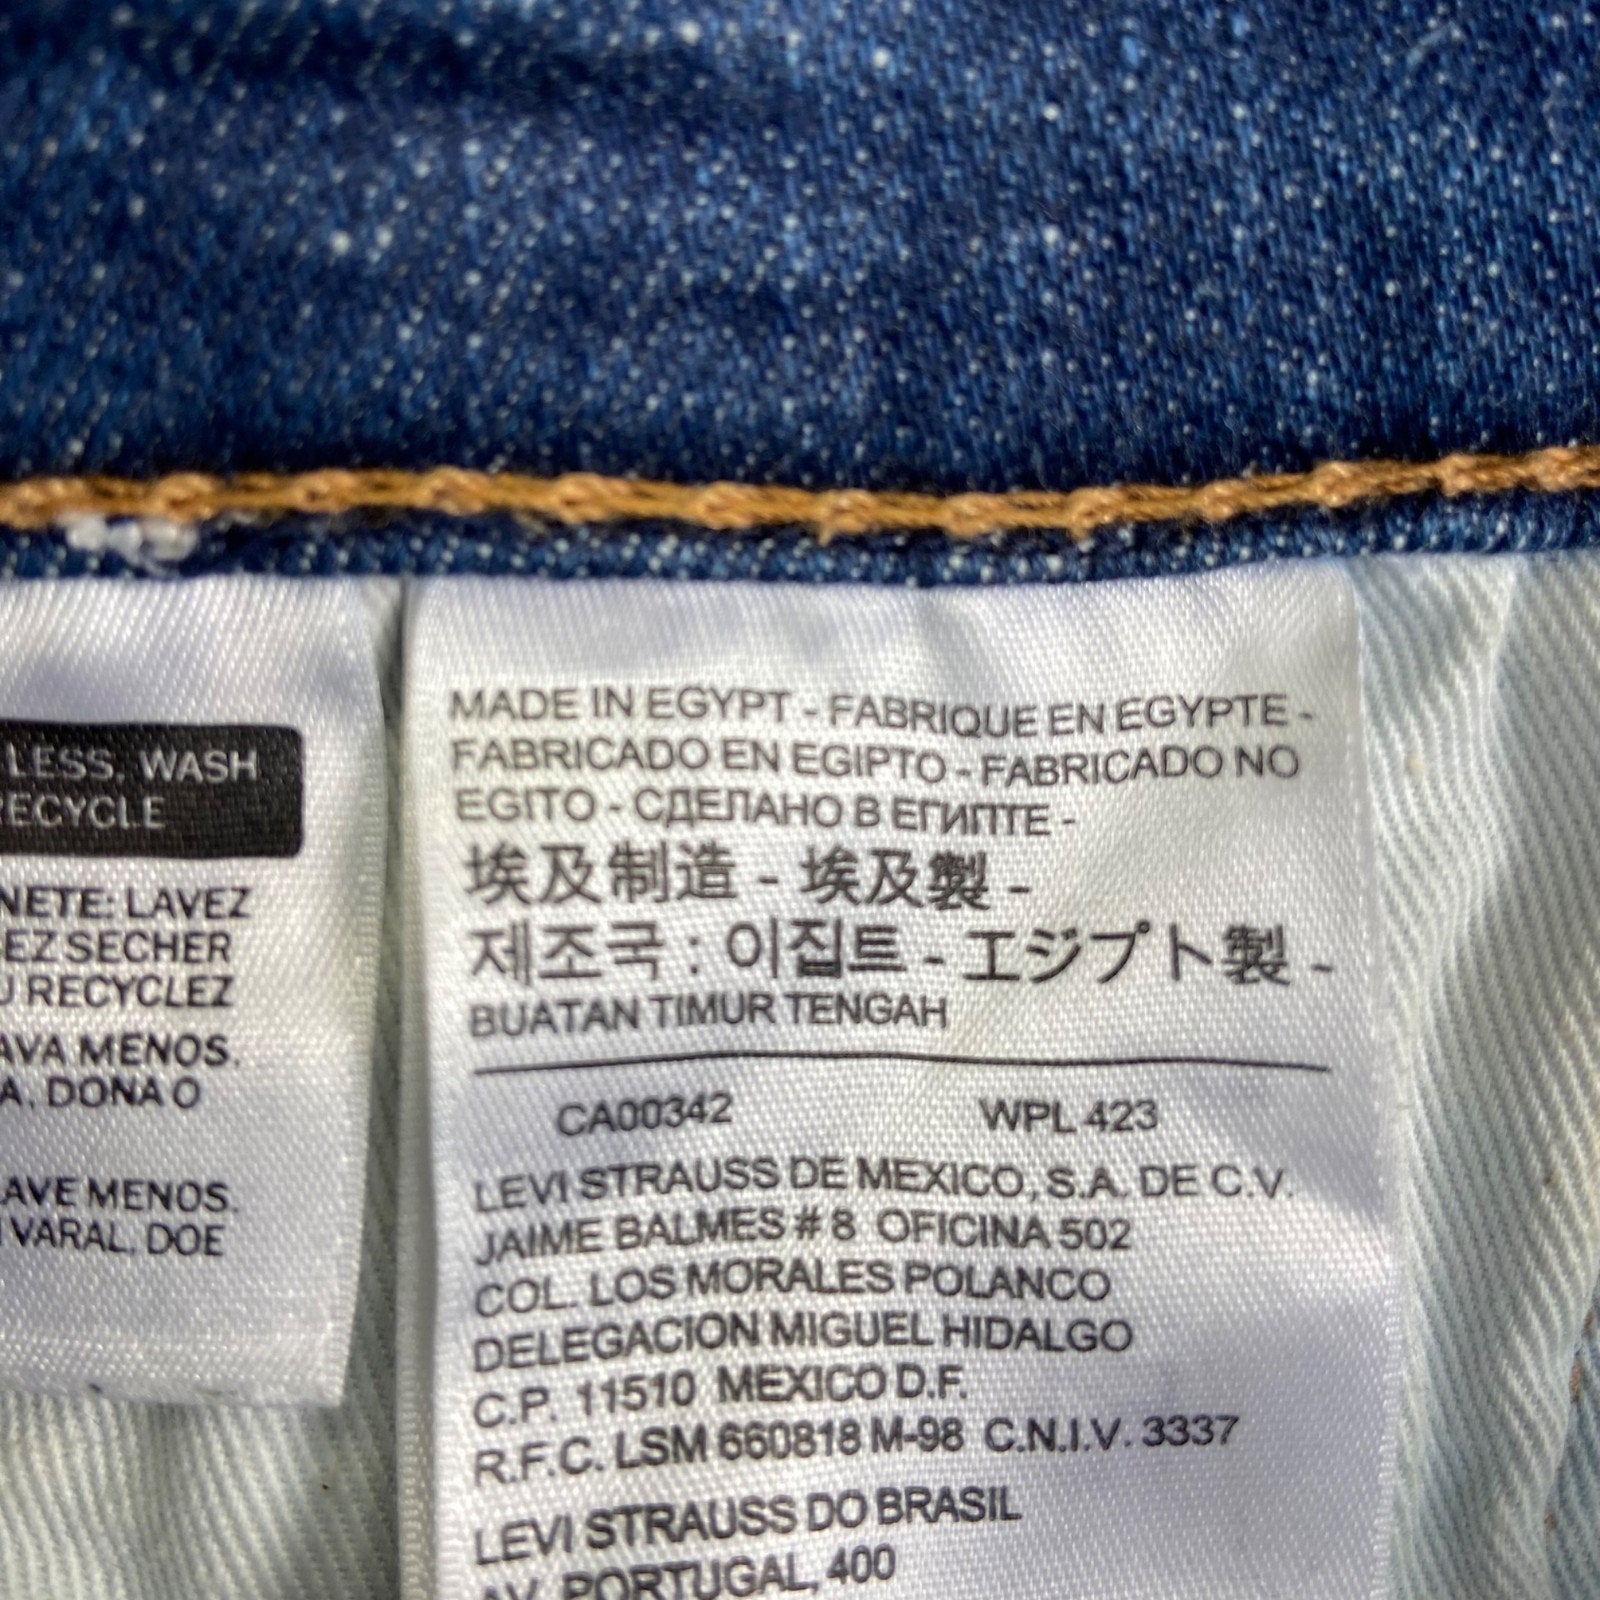 LESS. WASH
RECYCLE
NETE: LAVEZ
EZ SECHER
U RECYCLEZ
AVA MENOS.
A, DONA O
AVE MENOS.
VARAL, DOE
MADE IN EGYPT - FABRIQUE EN EGYPTE -
FABRICADO EN EGIPTO - FABRICADO NO
EGITO - СДЕЛАНО В ЕГИПТЕ -
埃及制造 - 埃及製 -
제조국 : 이집트 - エジプト製 -
BUATAN TIMUR TENGAH
CA00342 WPL 423
LEVI STRAUSS DE MEXICO, S.A. DE C.V.
JAIME BALMES # 8 OFICINA 502
COL. LOS MORALES POLANCO
DELEGACION MIGUEL HIDALGO
C.P. 11510 MEXICO D.F.
R.F.C. LSM 660818 M-98 C.N.I.V. 3337
LEVI STRAUSS DO BRASIL
AV. PORTUGAL, 400